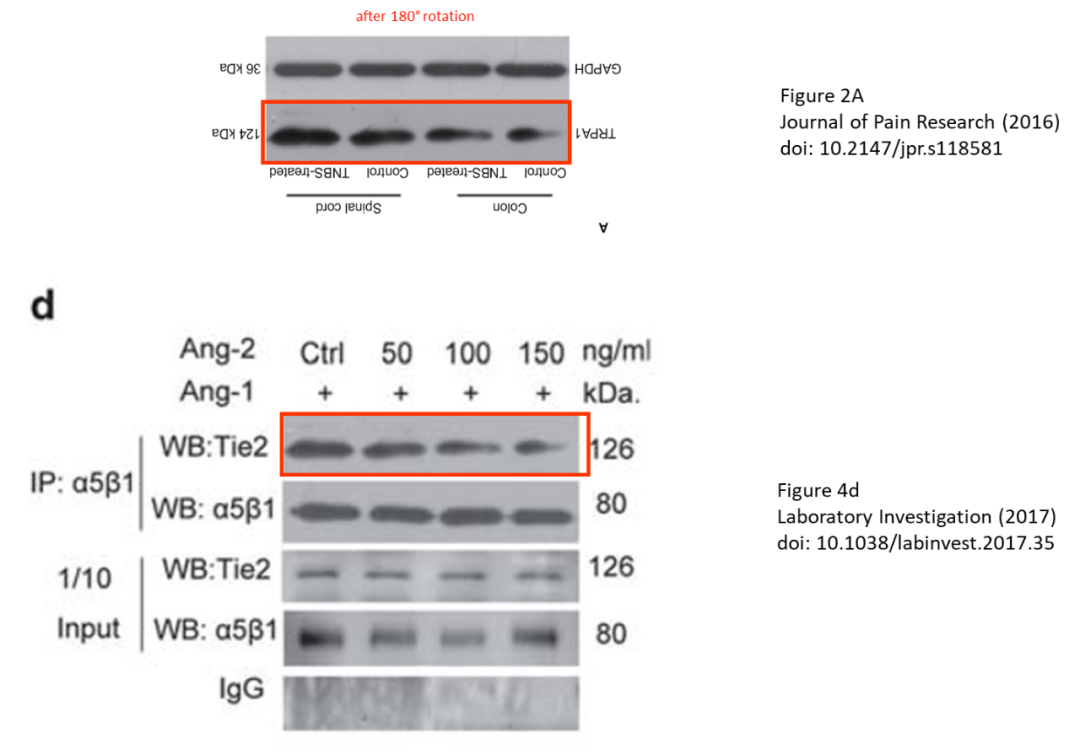 after 180° rotation
36 kDa
GAPDH
124 kDa
TRPA1
TNBS-treated Control TNBS-treated Control
Spinal cord Colon
A
Figure 2A
Journal of Pain Research (2016)
doi: 10.2147/jpr.s118581
d
Ang-2 Ctrl 50 100 150 ng/ml
Ang-1 + + + + kDa.
IP: α5β1
WB:Tie2 126
WB: α5β1 80
1/10
Input
WB:Tie2 126
WB: α5β1 80
IgG
Figure 4d
Laboratory Investigation (2017)
doi: 10.1038/labinvest.2017.35